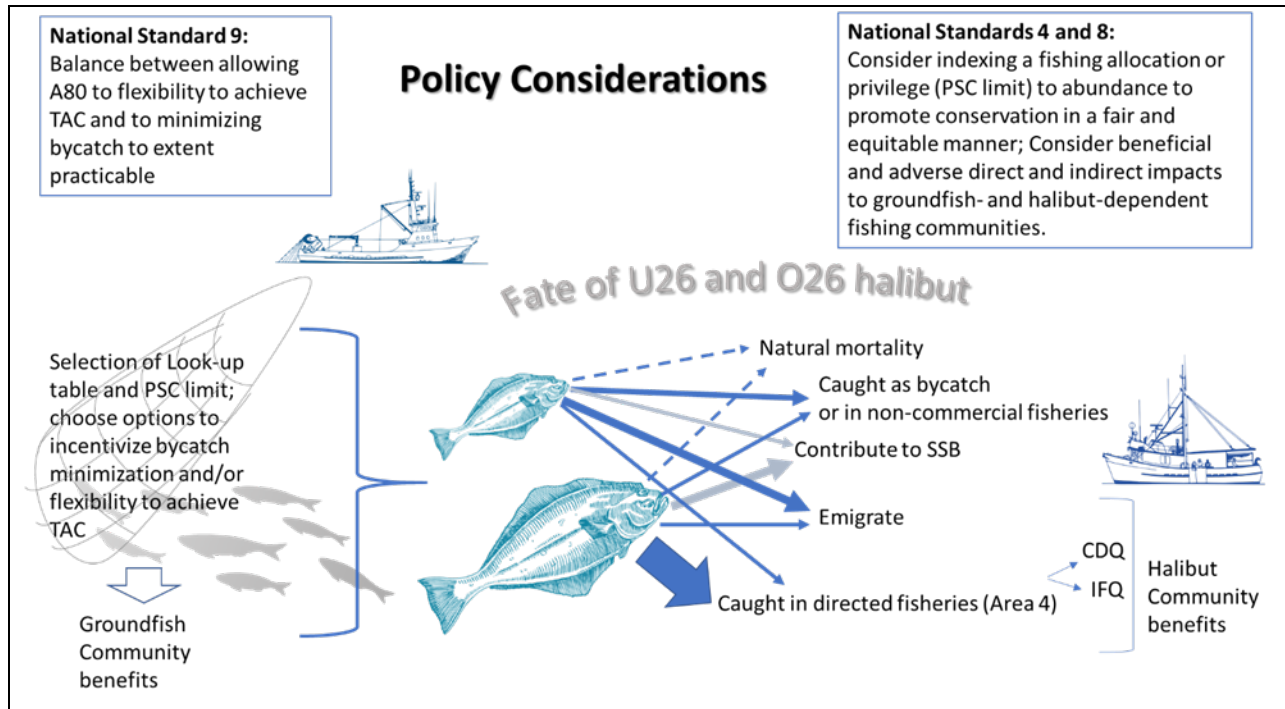 National Standard 9:
Balance between allowing
A80 to flexibility to achieve
TAC and to minimizing
bycatch to extent
practicable
Policy Considerations
National Standards 4 and 8:
Consider indexing a fishing allocation or
privilege (PSC limit) to abundance to
promote conservation in a fair and
equitable manner; Consider beneficial
and adverse direct and indirect impacts
to groundfish- and halibut-dependent
fishing communities.
Fate of U26 and O26 halibut
Selection of Look-up
table and PSC limit;
choose options to
incentivize bycatch
minimization and/or
flexibility to achieve
TAC
Groundfish
Community
benefits
Natural mortality
Caught as bycatch
or in non-commercial fisheries
Contribute to SSB
Emigrate
Caught in directed fisheries (Area 4)
CDQ
IFQ
Halibut
Community
benefits